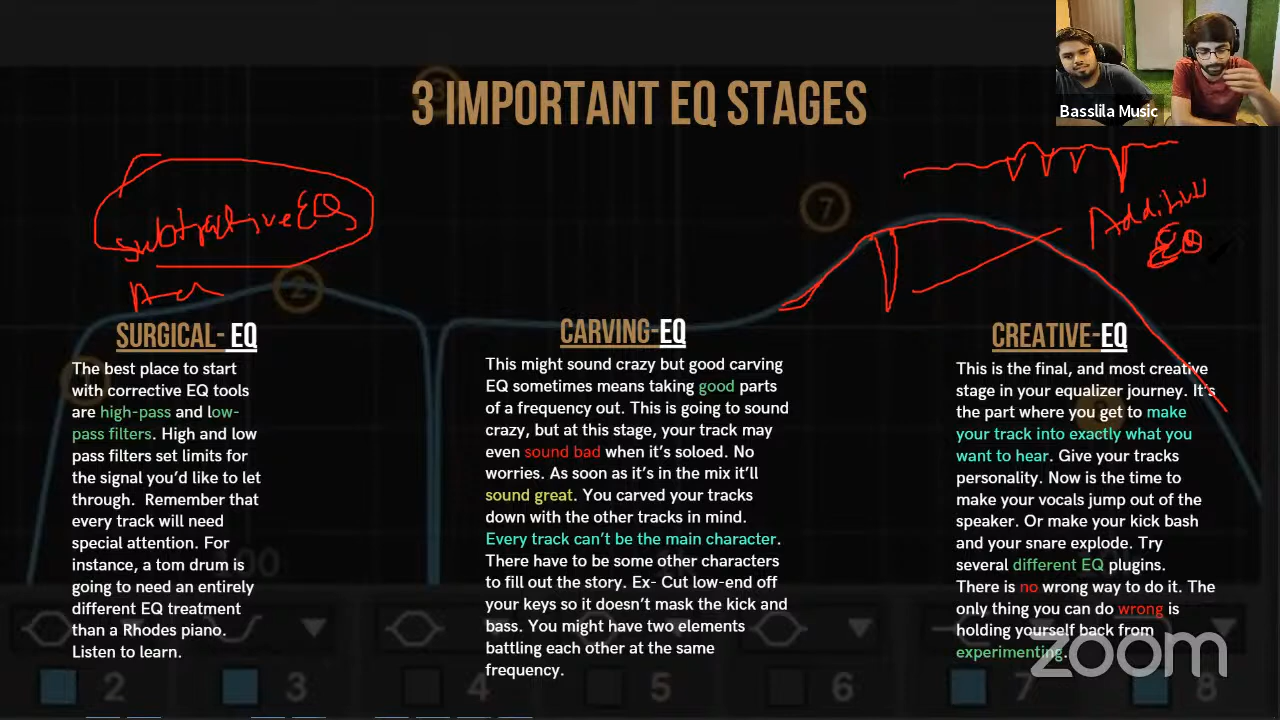 Basslila Music
3 IMPORTANT EQ STAGES
subtractive EQ
Additive
EQ
SURGICAL- EQ
The best place to start
with corrective EQ tools
are high-pass and low-
pass filters. High and low
pass filters set limits for
the signal you’d like to let
through. Remember that
every track will need
special attention. For
instance, a tom drum is
going to need an entirely
different EQ treatment
than a Rhodes piano.
Listen to learn.
CARVING-EQ
This might sound crazy but good carving
EQ sometimes means taking good parts
of a frequency out. This is going to sound
crazy, but at this stage, your track may
even sound bad when it’s soloed. No
worries. As soon as it’s in the mix it’ll
sound great. You carved your tracks
down with the other tracks in mind.
Every track can’t be the main character.
There have to be some other characters
to fill out the story. Ex- Cut low-end off
your keys so it doesn’t mask the kick and
bass. You might have two elements
battling each other at the same
frequency.
CREATIVE-EQ
This is the final, and most creative
stage in your equalizer journey. It’s
the part where you get to make
your track into exactly what you
want to hear. Give your tracks
personality. Now is the time to
make your vocals jump out of the
speaker. Or make your kick bash
and your snare explode. Try
several different EQ plugins.
There is no wrong way to do it. The
only thing you can do wrong is
holding yourself back from
experimenting.
zoom
2
7
100
2 3 4 5 6 7 8